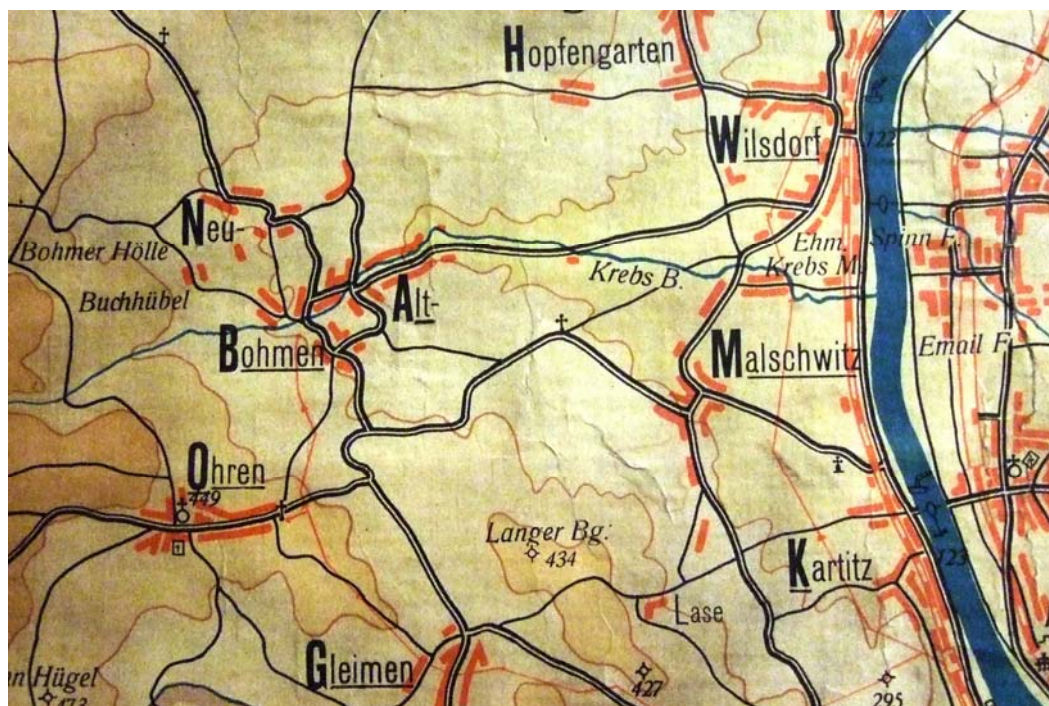 Hopfengarten
Wilsdorf
122
Neu-
Bohmer Hölle
Ehm.
Spinn F.
Krebs B.
Krebs M.
Buchhübel
Alt-
Bohmen
Malschwitz
Email F.
Ohren
449
Langer Bg.
434
123
Kartitz
Lase
Gleimen
n Hügel
427
295
473